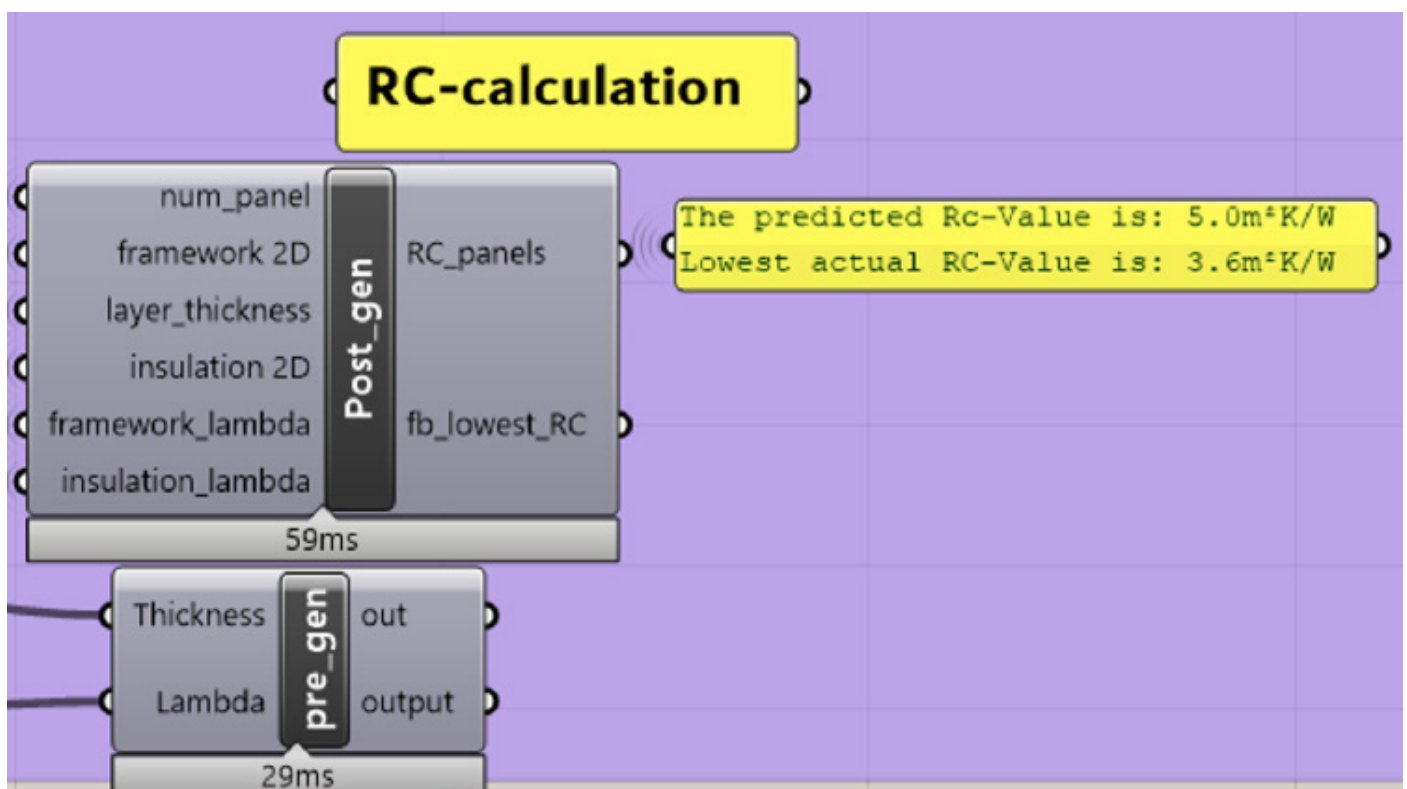 RC-calculation
num_panel
framework 2D
layer_thickness
insulation 2D
framework_lambda
insulation_lambda
Post_gen
RC_panels
fb_lowest_RC
59ms
The predicted Rc-Value is: 5.0m²K/W
Lowest actual RC-Value is: 3.6m²K/W
Thickness
Lambda
pre_gen
out
output
29ms